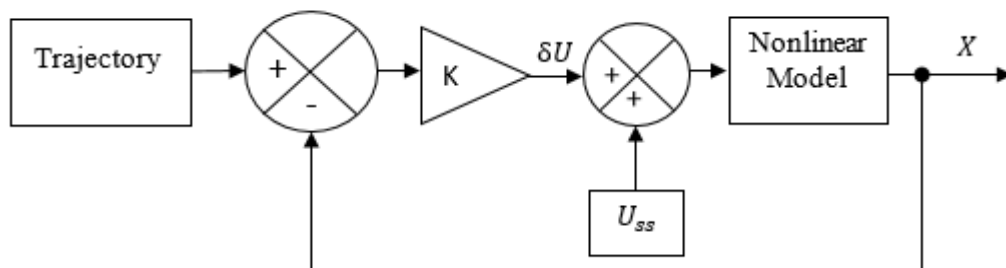 Trajectory
+
-
K
δU
+
+
Nonlinear
Model
X
U_ss